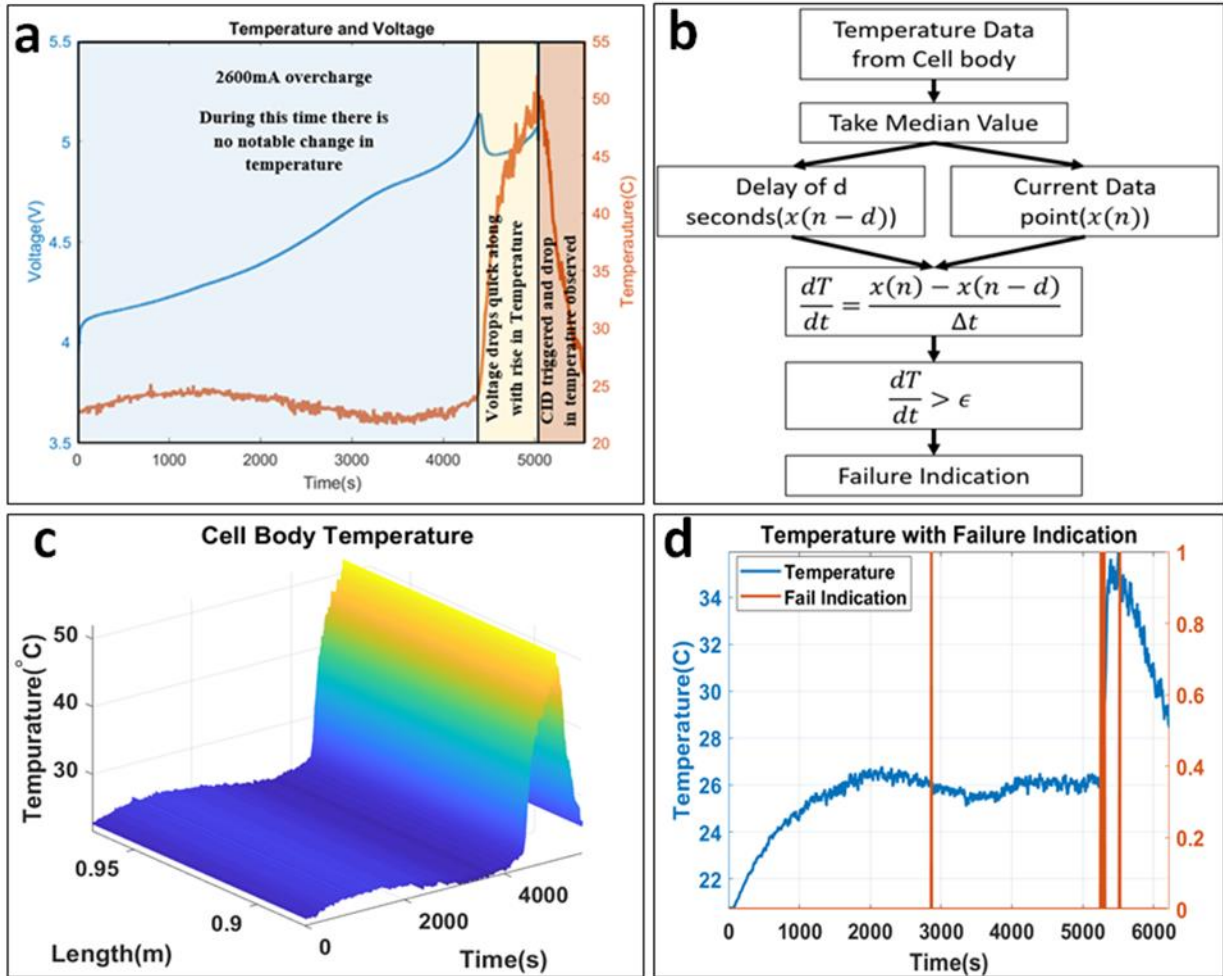 a
Temperature and Voltage
5.5
5
4.5
4
3.5
Voltage(V)
2600mA overcharge
During this time there is
no notable change in
temperature
Voltage drops quick along
with rise in Temperature
CID triggered and drop
in temperature observed
55
50
45
40
35
30
25
20
Temperauture(C)
0 1000 2000 3000 4000 5000
Time(s)
b
Temperature Data
from Cell body
Take Median Value
Delay of d
seconds(x(n − d))
Current Data
point(x(n))
dT/dt = (x(n) − x(n − d))/Δt
dT/dt > ϵ
Failure Indication
c
Cell Body Temperature
50
40
30
Tempurature(°C)
0.95
0.9
Length(m)
0
2000
4000
Time(s)
d
Temperature with Failure Indication
Temperature
Fail Indication
34
32
30
28
26
24
22
Temperature(C)
1
0.8
0.6
0.4
0.2
0
0 1000 2000 3000 4000 5000 6000
Time(s)